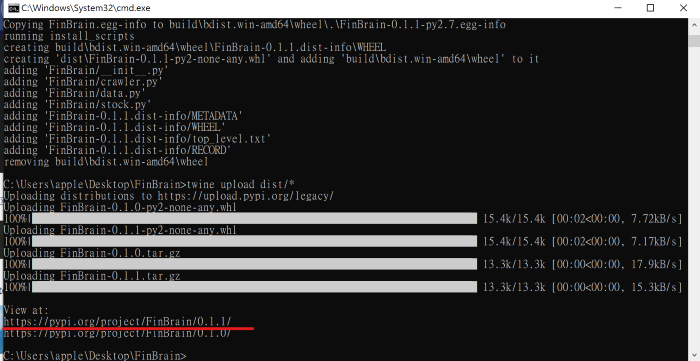 C:\Windows\System32\cmd.exe
Copying FinBrain.egg-info to build\bdist.win-amd64\wheel\.\FinBrain-0.1.1-py2.7.egg-info
running install_scripts
creating build\bdist.win-amd64\wheel\FinBrain-0.1.1.dist-info\WHEEL
creating 'dist\FinBrain-0.1.1-py2-none-any.whl' and adding 'build\bdist.win-amd64\wheel' to it
adding 'FinBrain/__init__.py'
adding 'FinBrain/crawler.py'
adding 'FinBrain/data.py'
adding 'FinBrain/stock.py'
adding 'FinBrain-0.1.1.dist-info/METADATA'
adding 'FinBrain-0.1.1.dist-info/WHEEL'
adding 'FinBrain-0.1.1.dist-info/top_level.txt'
adding 'FinBrain-0.1.1.dist-info/RECORD'
removing build\bdist.win-amd64\wheel
C:\Users\apple\Desktop\FinBrain>twine upload dist/*
Uploading distributions to https://upload.pypi.org/legacy/
Uploading FinBrain-0.1.0-py2-none-any.whl
100%| 15.4k/15.4k [00:02<00:00, 7.72kB/s]
Uploading FinBrain-0.1.1-py2-none-any.whl
100%| 15.4k/15.4k [00:02<00:00, 7.17kB/s]
Uploading FinBrain-0.1.0.tar.gz
100%| 13.3k/13.3k [00:00<00:00, 17.9kB/s]
Uploading FinBrain-0.1.1.tar.gz
100%| 13.3k/13.3k [00:00<00:00, 15.3kB/s]
View at:
https://pypi.org/project/FinBrain/0.1.1/
https://pypi.org/project/FinBrain/0.1.0/
C:\Users\apple\Desktop\FinBrain>